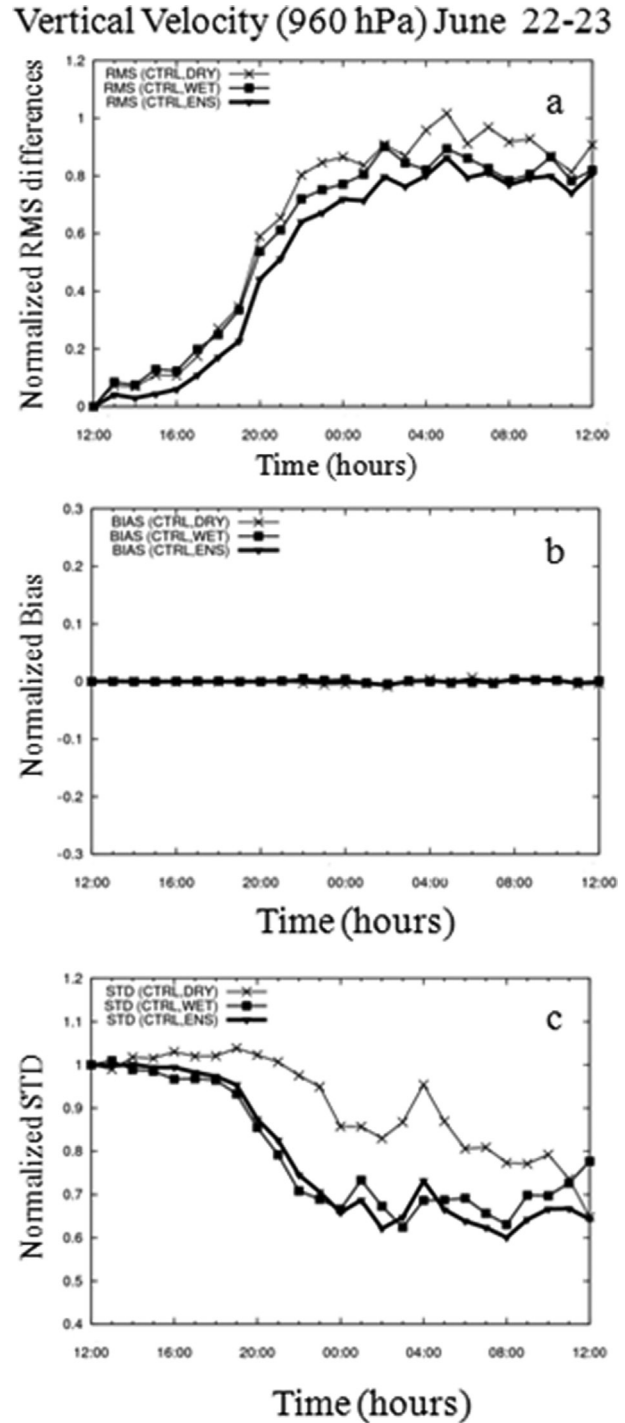 Vertical Velocity (960 hPa) June 22-23
Normalized RMS differences
1.2
1
0.8
0.6
0.4
0.2
0
RMS (CTRL,DRY)
RMS (CTRL,WET)
RMS (CTRL,ENS)
a
12:00 16:00 20:00 00:00 04:00 08:00 12:00
Time (hours)
Normalized Bias
0.3
0.2
0.1
0
-0.1
-0.2
-0.3
BIAS (CTRL,DRY)
BIAS (CTRL,WET)
BIAS (CTRL,ENS)
b
12:00 16:00 20:00 00:00 04:00 08:00 12:00
Time (hours)
Normalized STD
1.2
1.1
1
0.9
0.8
0.7
0.6
0.5
0.4
STD (CTRL,DRY)
STD (CTRL,WET)
STD (CTRL,ENS)
c
12:00 16:00 20:00 00:00 04:00 08:00 12:00
Time (hours)